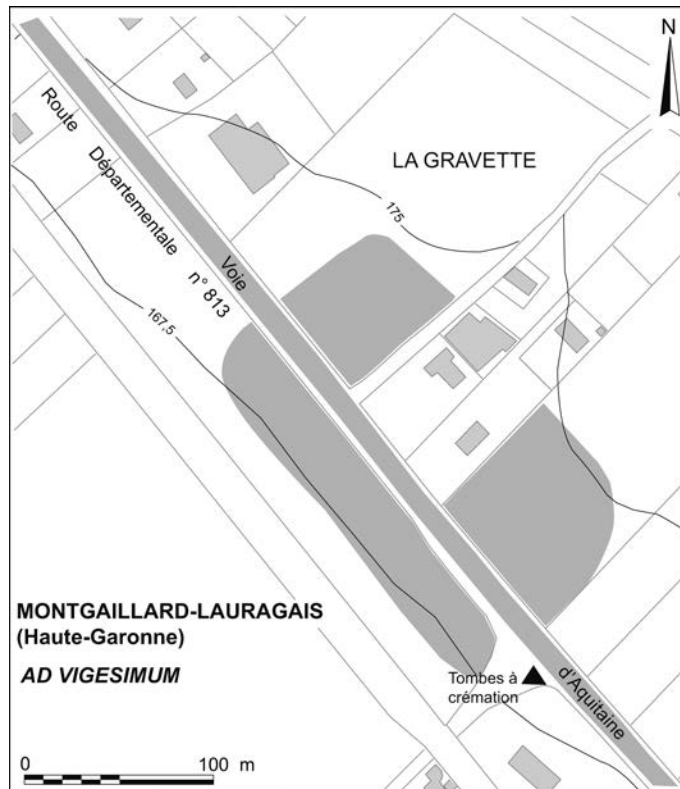 N
Route Départementale n° 813
LA GRAVETTE
175
Voie d'Aquitaine
167,5
MONTGAILLARD-LAURAGAIS
(Haute-Garonne)
AD VIGESIMUM
Tombes à
crémation
0 100 m